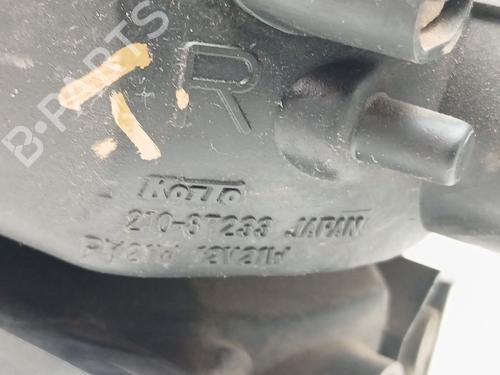 B-PARTS
R
KOITO
210-87233 JAPAN
PY21W 12V21W